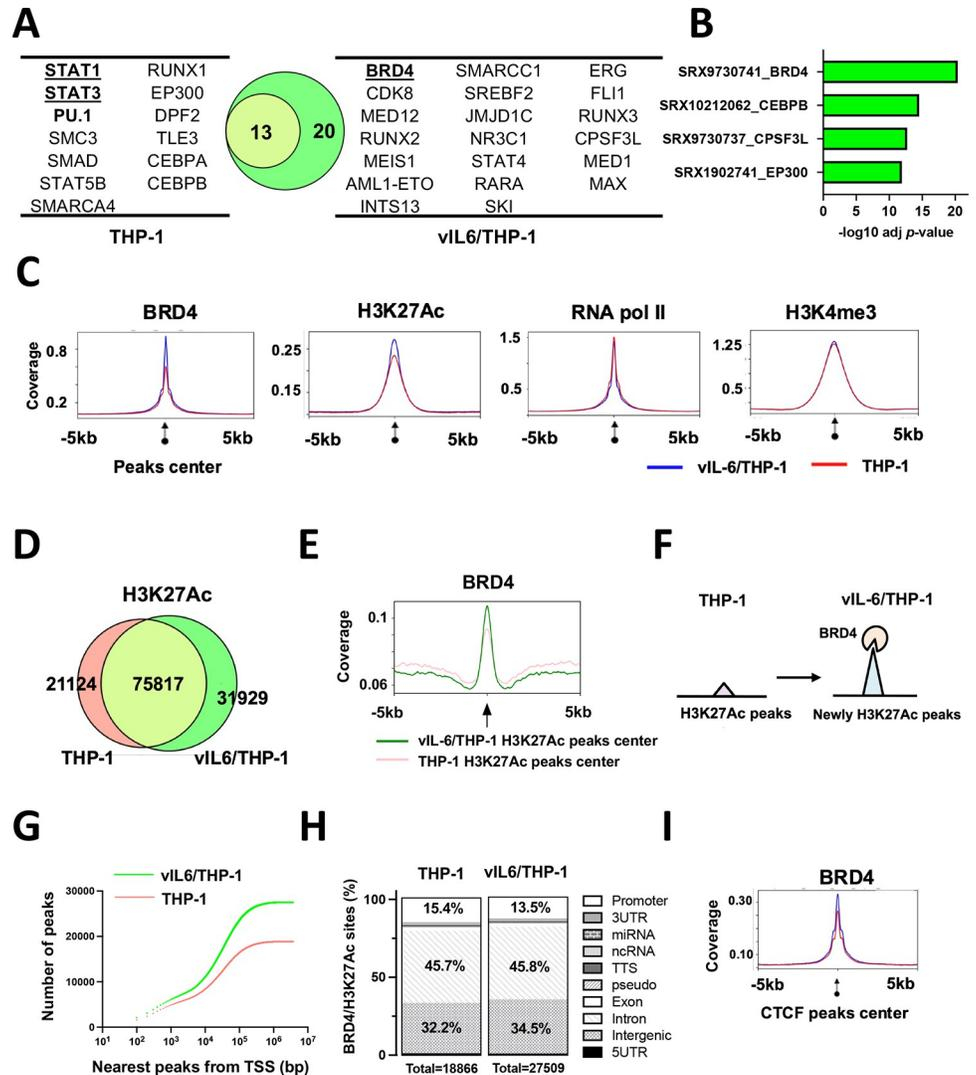 A
STAT1 RUNX1
STAT3 EP300
PU.1 DPF2
SMC3 TLE3
SMAD CEBPA
STAT5B CEBPB
SMARCA4
THP-1
13 20
BRD4 SMARCC1 ERG
CDK8 SREBF2 FLI1
MED12 JMJD1C RUNX3
RUNX2 NR3C1 CPSF3L
MEIS1 STAT4 MED1
AML1-ETO RARA MAX
INTS13 SKI
vIL6/THP-1
B
SRX9730741_BRD4
SRX10212062_CEBPB
SRX9730737_CPSF3L
SRX1902741_EP300
0 5 10 15 20
-log10 adj p-value
C
BRD4
Coverage
0.8
0.2
-5kb 5kb
Peaks center
H3K27Ac
0.25
0.15
-5kb 5kb
RNA pol II
1.5
0.5
-5kb 5kb
H3K4me3
1.25
0.5
-5kb 5kb
vIL-6/THP-1 THP-1
D
H3K27Ac
21124 75817 31929
THP-1 vIL6/THP-1
E
BRD4
Coverage
0.1
0.06
-5kb 5kb
vIL-6/THP-1 H3K27Ac peaks center
THP-1 H3K27Ac peaks center
F
THP-1 vIL-6/THP-1
BRD4
H3K27Ac peaks Newly H3K27Ac peaks
G
vIL6/THP-1
THP-1
Number of peaks
30000
20000
10000
0
10¹ 10² 10³ 10⁴ 10⁵ 10⁶ 10⁷
Nearest peaks from TSS (bp)
H
THP-1 vIL6/THP-1
BRD4/H3K27Ac sites (%)
100
50
0
15.4% 13.5%
45.7% 45.8%
32.2% 34.5%
Total=18866 Total=27509
Promoter
3UTR
miRNA
ncRNA
TTS
pseudo
Exon
Intron
Intergenic
5UTR
I
BRD4
Coverage
0.30
0.10
-5kb 5kb
CTCF peaks center